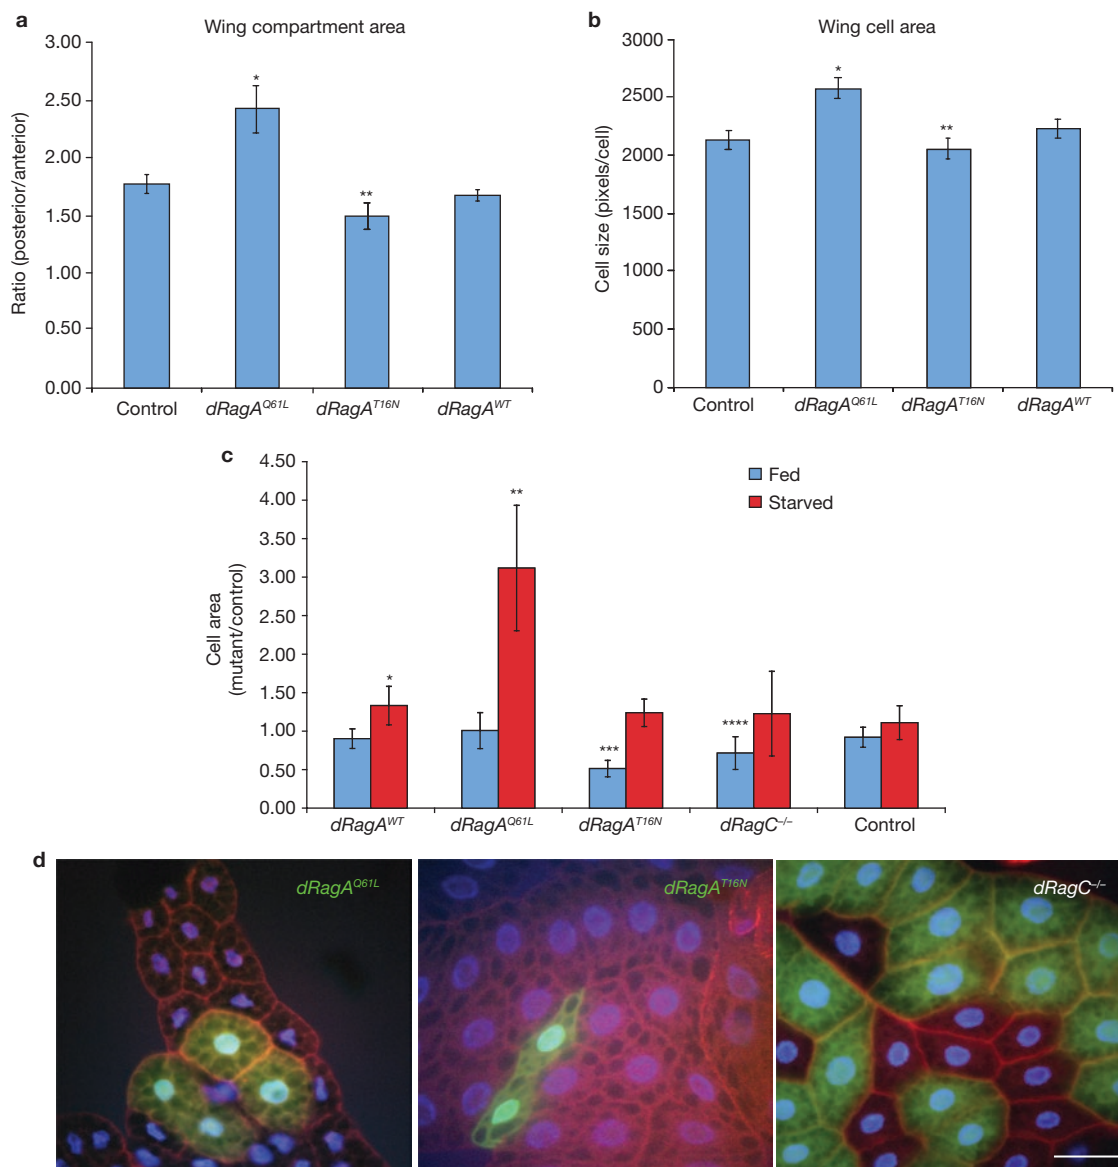 a
Wing compartment area
3.00
2.50
2.00
1.50
1.00
0.50
0.00
Ratio (posterior/anterior)
*
**
Control dRagA^Q61L dRagA^T16N dRagA^WT
b
Wing cell area
3000
2500
2000
1500
1000
500
0
Cell size (pixels/cell)
*
**
Control dRagA^Q61L dRagA^T16N dRagA^WT
c
4.50
4.00
3.50
3.00
2.50
2.00
1.50
1.00
0.50
0.00
Cell area
(mutant/control)
Fed
Starved
*
**
***
****
dRagA^WT dRagA^Q61L dRagA^T16N dRagC^–/– Control
d
dRagA^Q61L
dRagA^T16N
dRagC^–/–